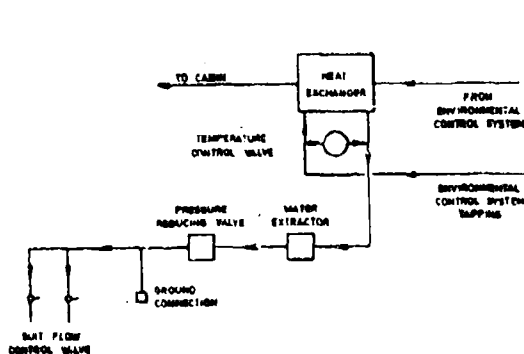 TO CABIN
HEAT
EXCHANGER
FROM
ENVIRONMENTAL
CONTROL SYSTEM
TEMPERATURE
CONTROL VALVE
ENVIRONMENTAL
CONTROL SYSTEM
TAPPING
PRESSURE
REDUCING VALVE
WATER
EXTRACTOR
GROUND
CONNECTION
SUIT FLOW
CONTROL VALVE